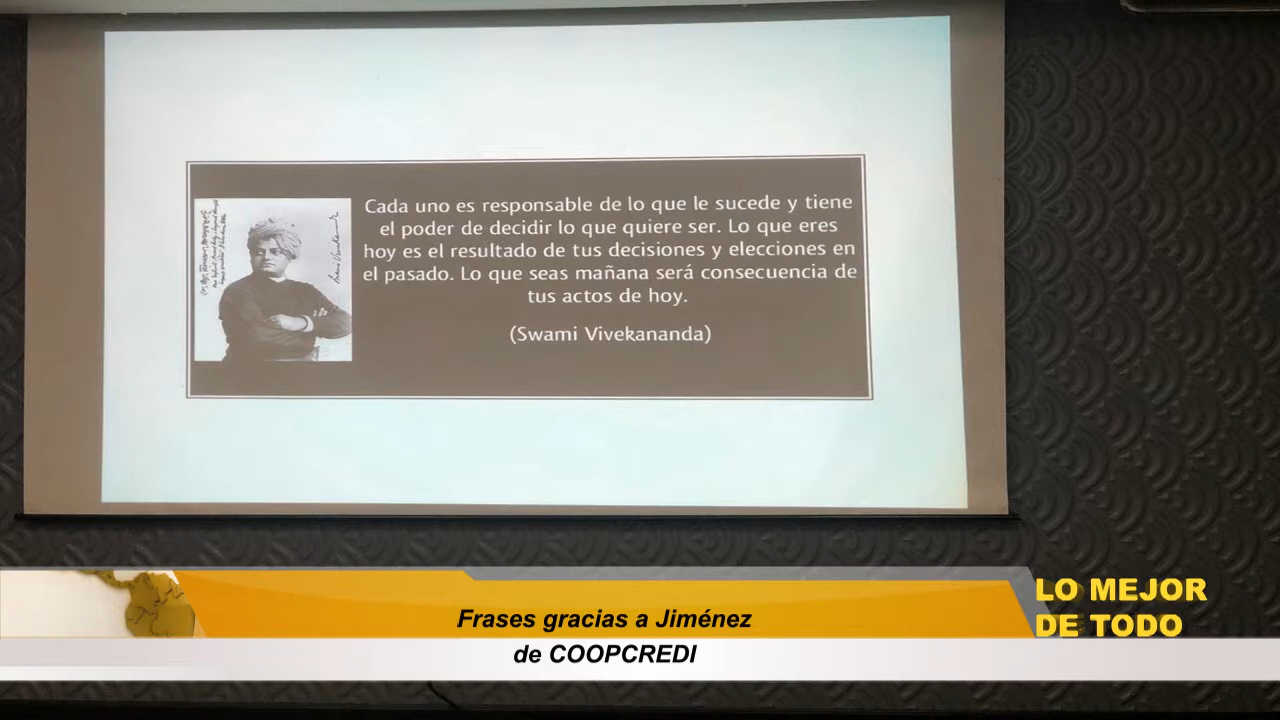 Cada uno es responsable de lo que le sucede y tiene
el poder de decidir lo que quiere ser. Lo que eres
hoy es el resultado de tus decisiones y elecciones en
el pasado. Lo que seas mañana será consecuencia de
tus actos de hoy.
(Swami Vivekananda)
Frases gracias a Jiménez
de COOPCREDI
LO MEJOR
DE TODO